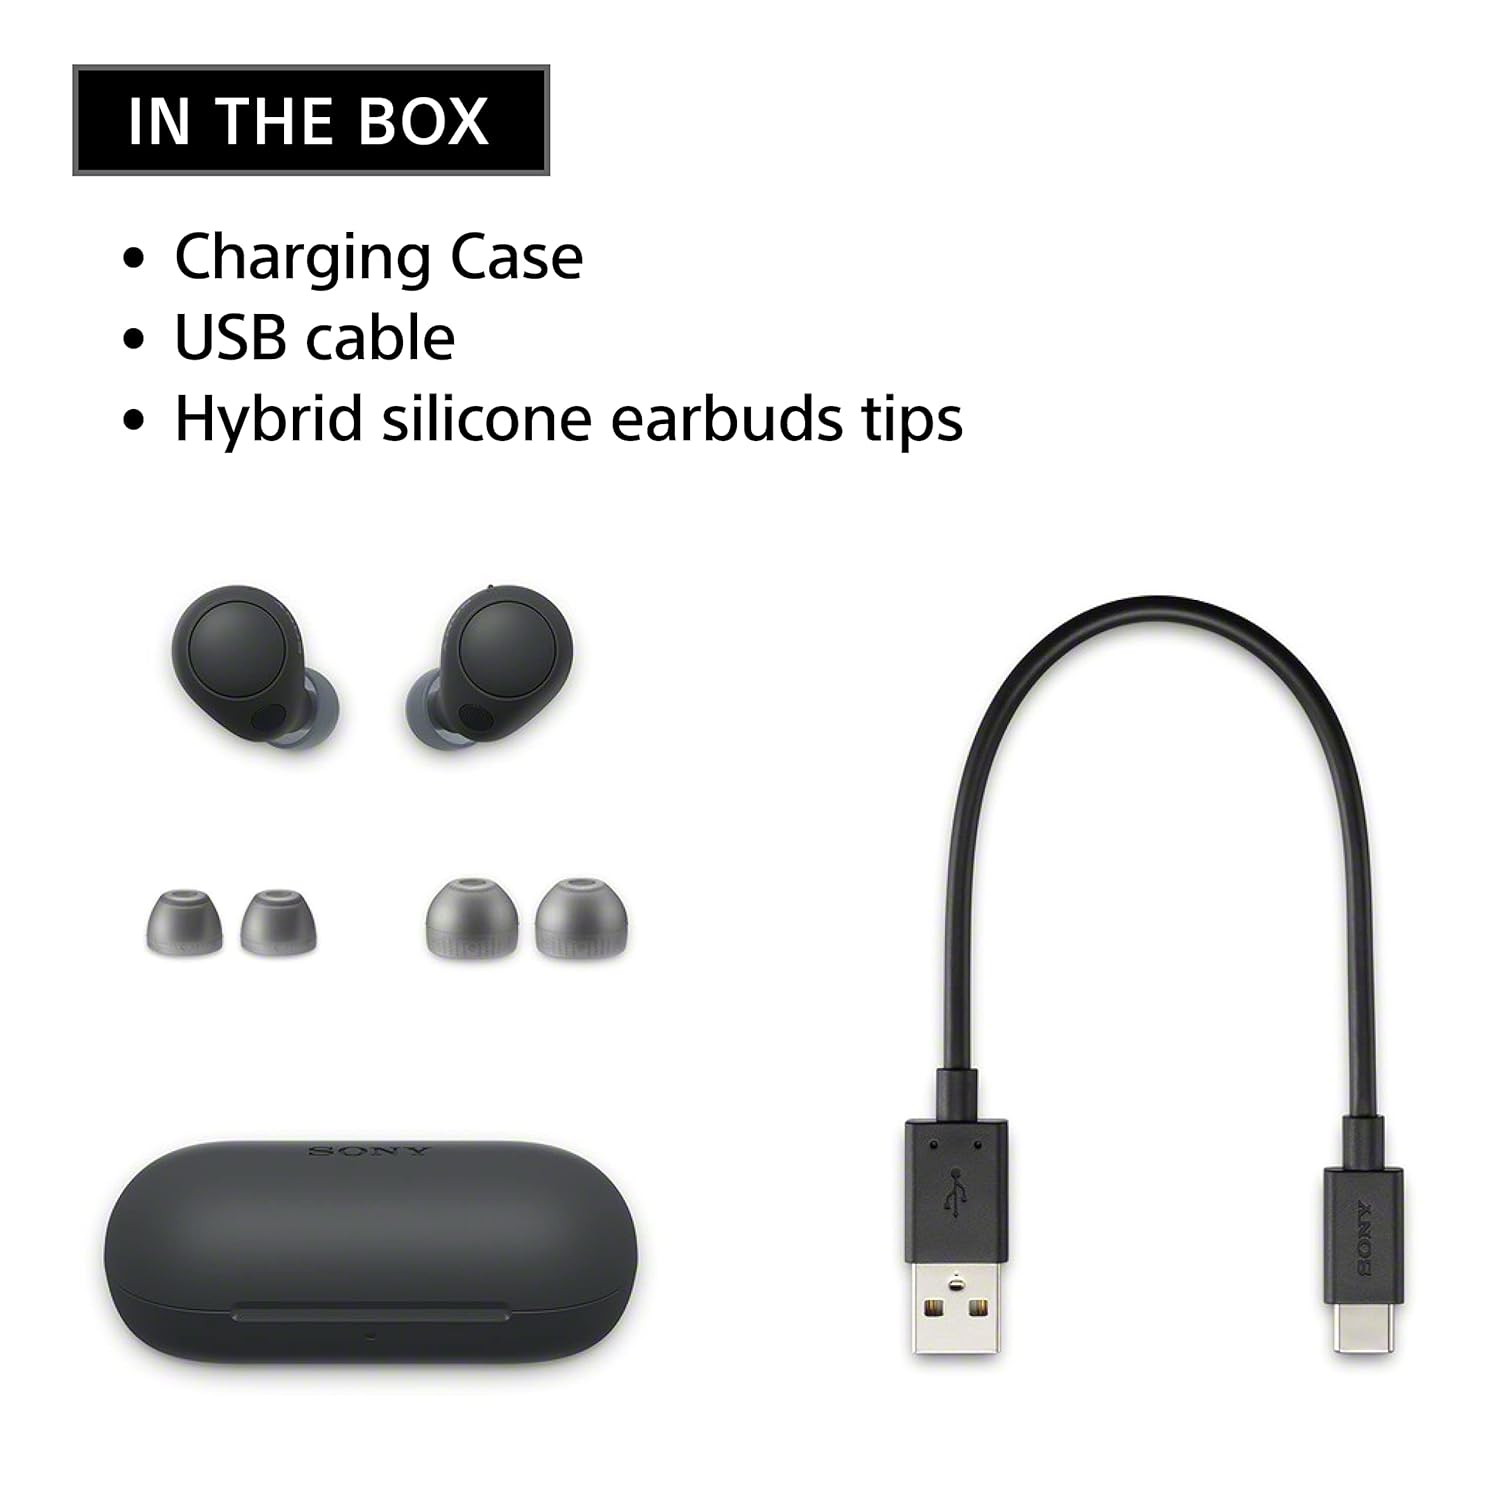 IN THE BOX
• Charging Case
• USB cable
• Hybrid silicone earbuds tips
SONY
SONY